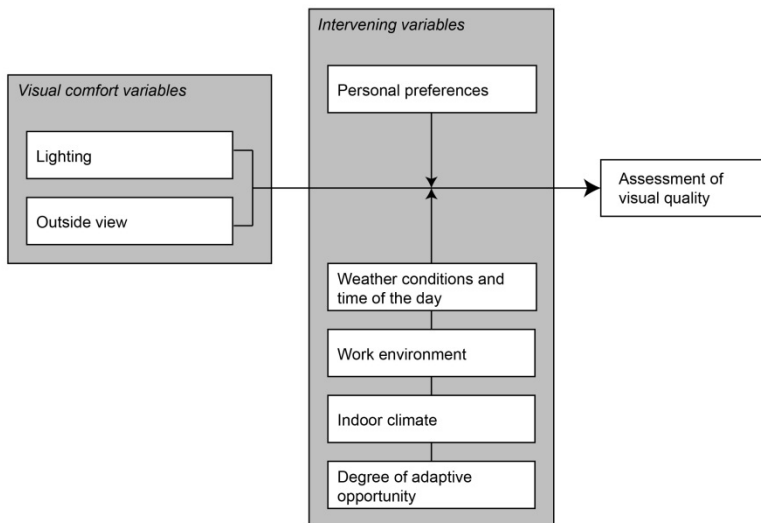 Intervening variables
Visual comfort variables
Personal preferences
Lighting
Outside view
Assessment of
visual quality
Weather conditions and
time of the day
Work environment
Indoor climate
Degree of adaptive
opportunity